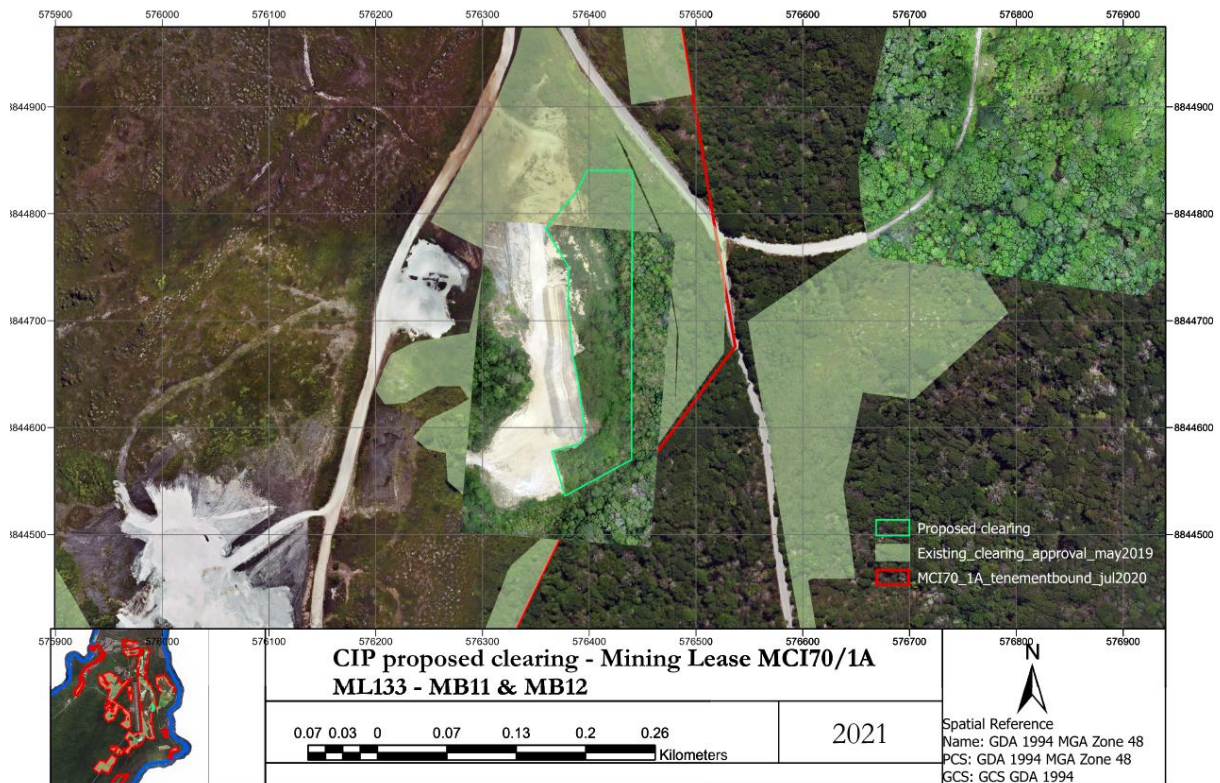 575900 576000 576100 576200 576300 576400 576500 576600 576700 576800 576900
8844900 8844900
8844800 8844800
8844700 8844700
8844600 8844600
8844500 8844500
Proposed clearing
Existing_clearing_approval_may2019
MCI70_1A_tenementbound_jul2020
575900 576000 576100 576200 576300 576400 576500 576600 576700 576800 576900
CIP proposed clearing - Mining Lease MCI70/1A
ML133 - MB11 & MB12
0.07 0.03 0 0.07 0.13 0.2 0.26
Kilometers
2021
N
Spatial Reference
Name: GDA 1994 MGA Zone 48
PCS: GDA 1994 MGA Zone 48
GCS: GCS GDA 1994